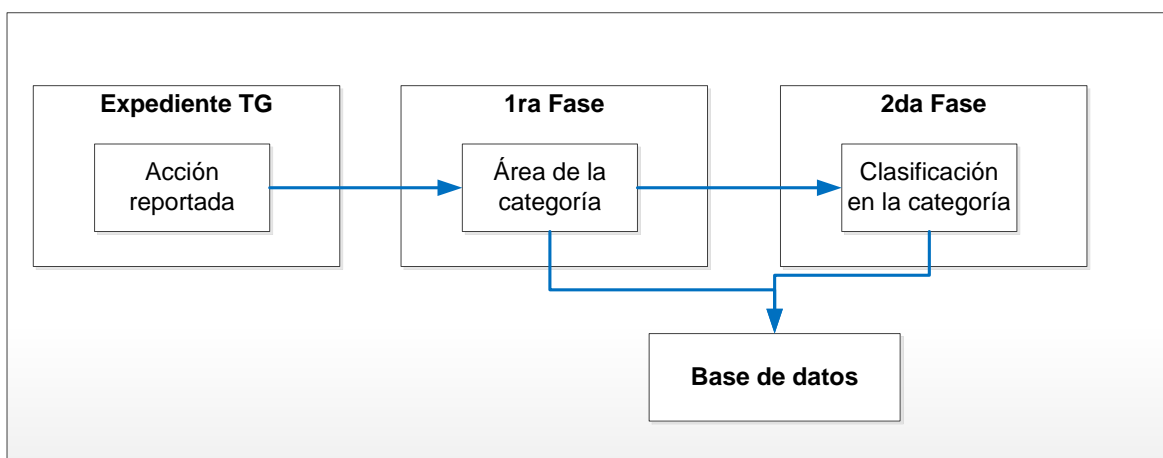 Expediente TG
Acción
reportada
1ra Fase
Área de la
categoría
2da Fase
Clasificación
en la categoría
Base de datos